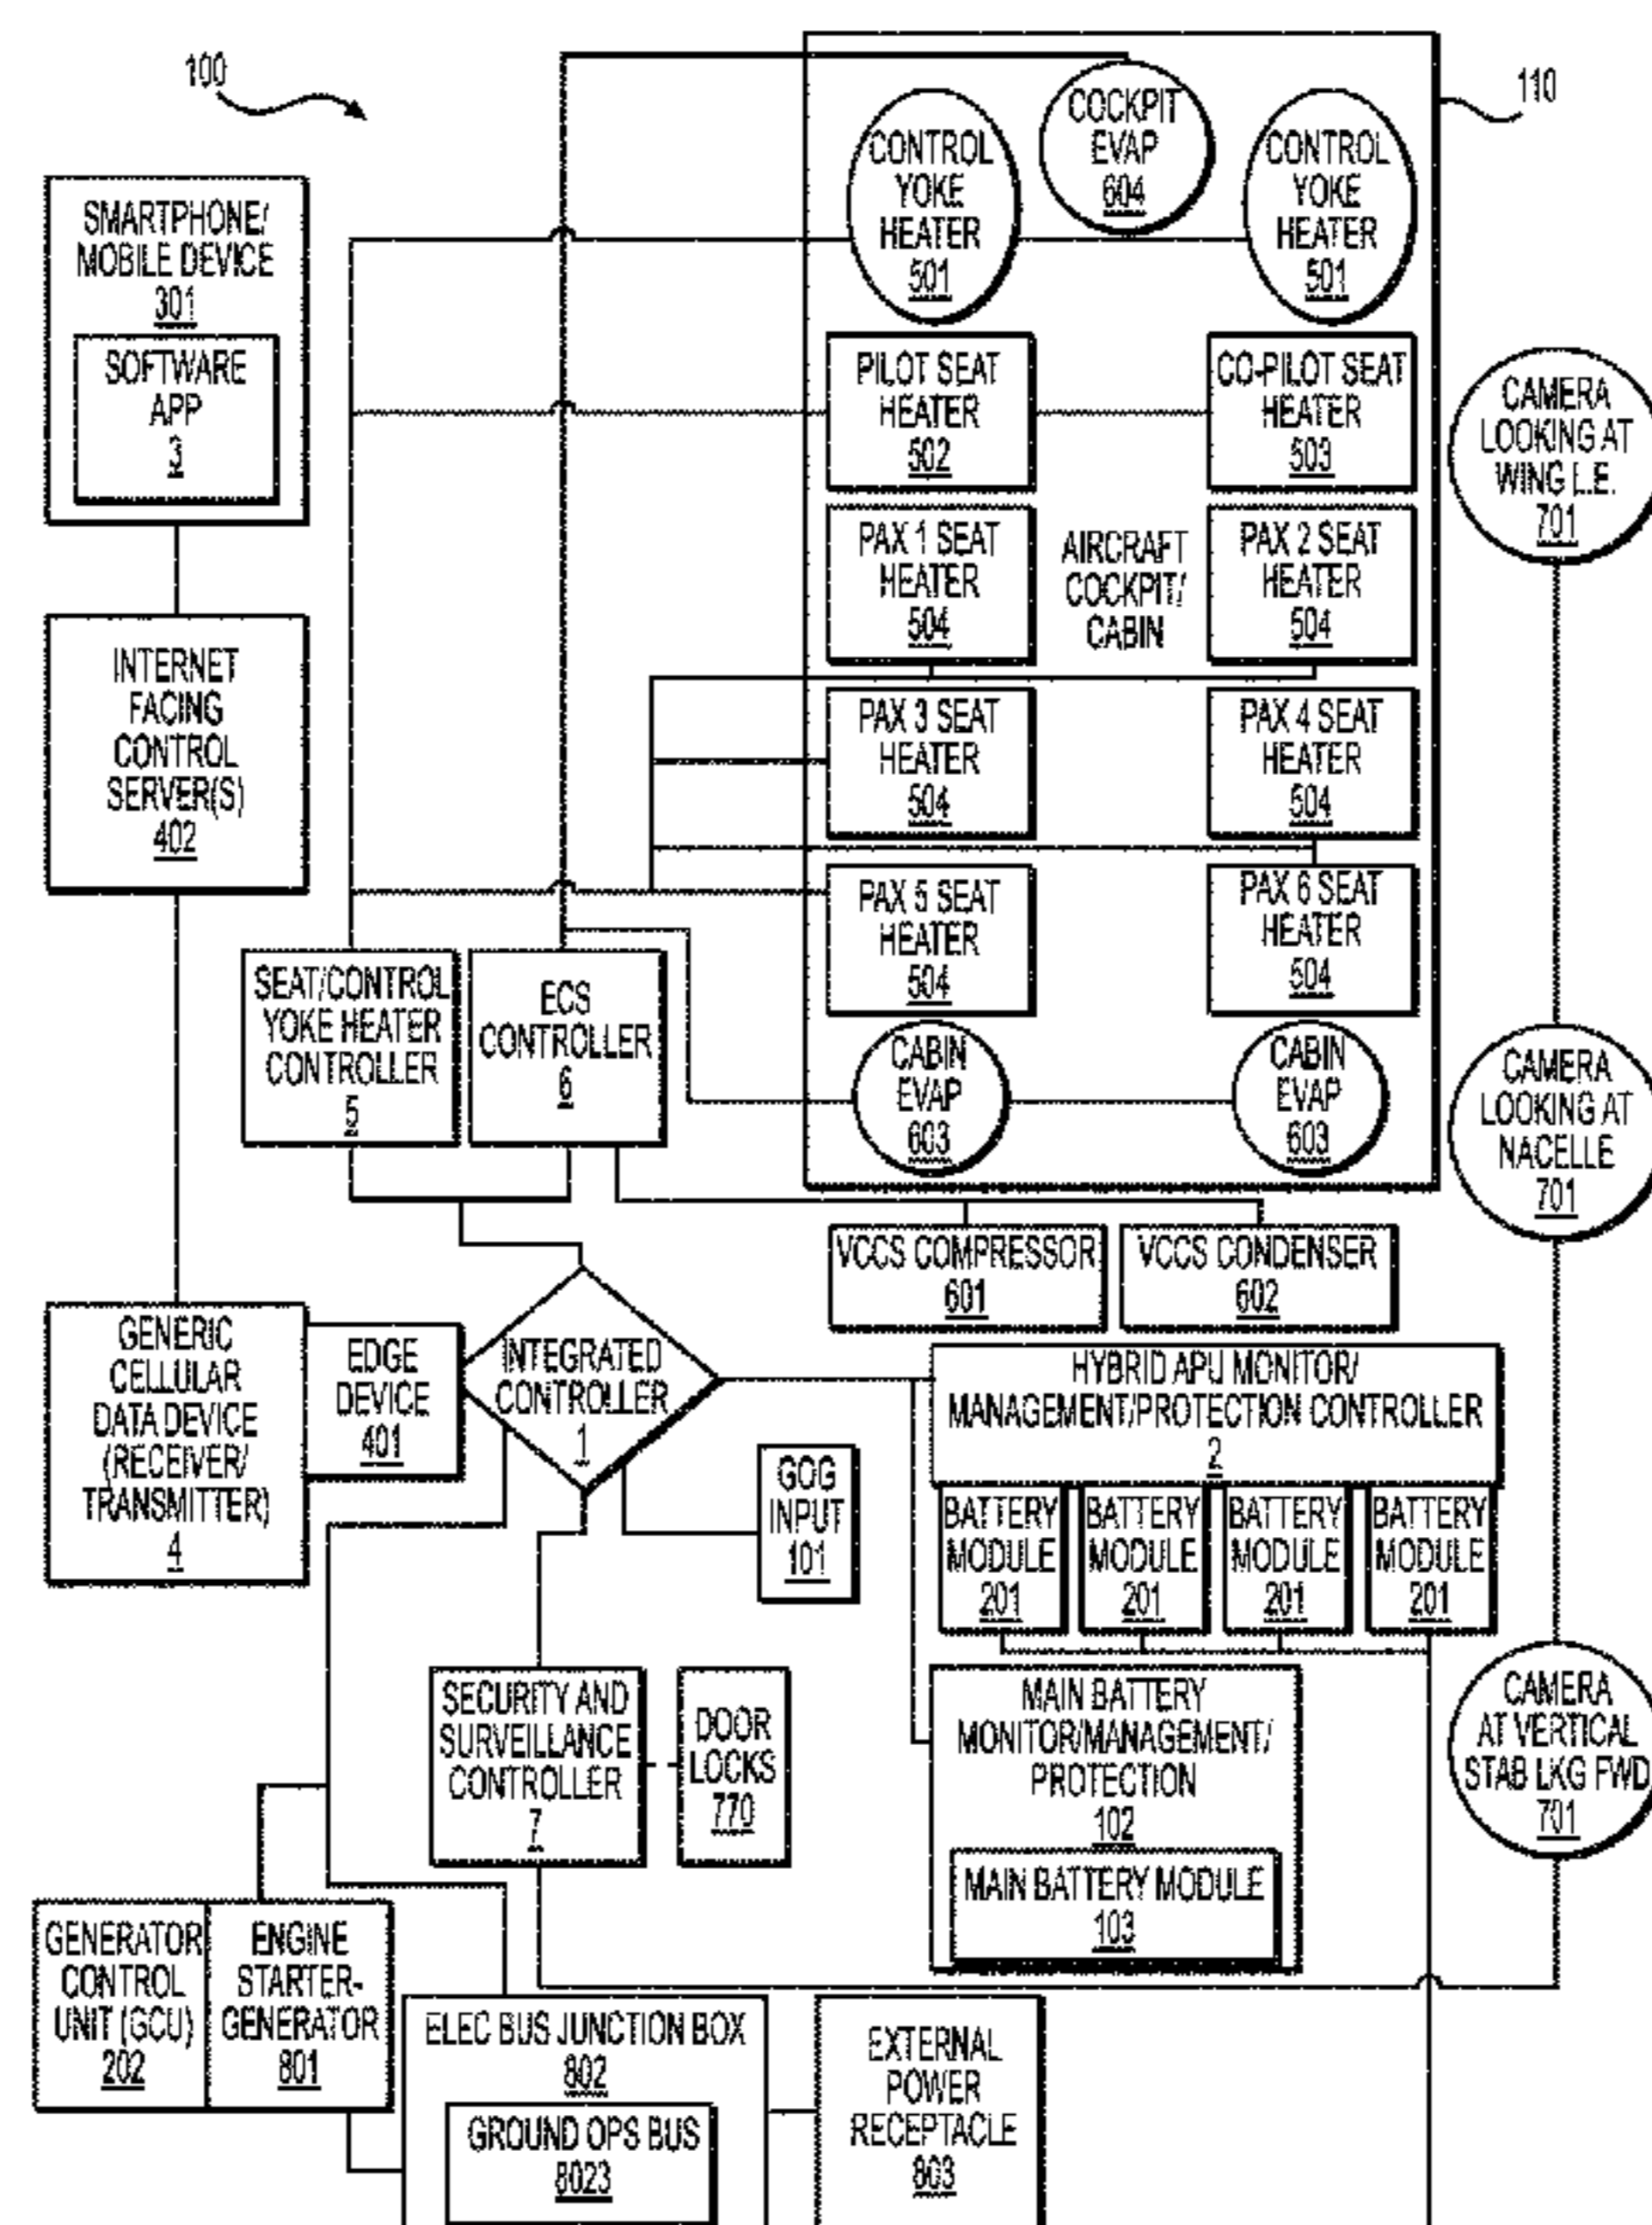 100
110
SMARTPHONE/
MOBILE DEVICE
301
SOFTWARE
APP
3
INTERNET
FACING
CONTROL
SERVER(S)
402
GENERIC
CELLULAR
DATA DEVICE
(RECEIVER/
TRANSMITTER)
4
EDGE
DEVICE
401
SEAT/CONTROL
YOKE HEATER
CONTROLLER
5
ECS
CONTROLLER
6
COCKPIT
EVAP
604
CONTROL
YOKE
HEATER
501
CONTROL
YOKE
HEATER
501
PILOT SEAT
HEATER
502
CO-PILOT SEAT
HEATER
503
PAX 1 SEAT
HEATER
504
AIRCRAFT
COCKPIT/
CABIN
PAX 2 SEAT
HEATER
504
PAX 3 SEAT
HEATER
504
PAX 4 SEAT
HEATER
504
PAX 5 SEAT
HEATER
504
PAX 6 SEAT
HEATER
504
CABIN
EVAP
603
CABIN
EVAP
603
VCCS COMPRESSOR
601
VCCS CONDENSER
602
INTEGRATED
CONTROLLER
1
GOG
INPUT
101
HYBRID APU MONITOR/
MANAGEMENT/PROTECTION CONTROLLER
2
BATTERY
MODULE
201
BATTERY
MODULE
201
BATTERY
MODULE
201
BATTERY
MODULE
201
MAIN BATTERY
MONITOR/MANAGEMENT/
PROTECTION
102
MAIN BATTERY MODULE
103
SECURITY AND
SURVEILLANCE
CONTROLLER
7
DOOR
LOCKS
770
CAMERA
LOOKING AT
WING L.E.
701
CAMERA
LOOKING AT
NACELLE
701
CAMERA
AT VERTICAL
STAB LKG FWD
701
GENERATOR
CONTROL
UNIT (GCU)
202
ENGINE
STARTER-
GENERATOR
801
ELEC BUS JUNCTION BOX
802
GROUND OPS BUS
8023
EXTERNAL
POWER
RECEPTACLE
803